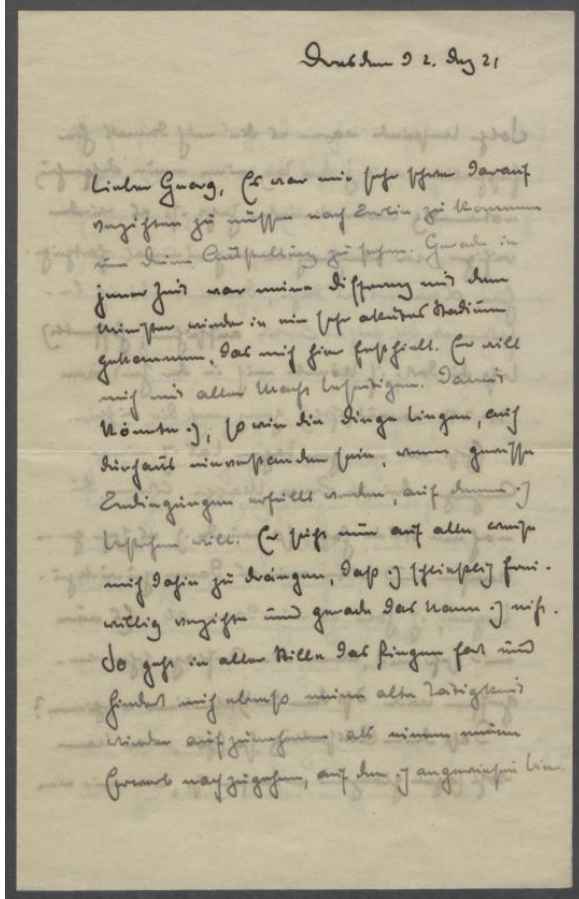 Dresden 2. Dez 21
Lieber Georg, Es war mir sehr schwer darauf
verzichten zu müssen nach Berlin zu kommen
um Deine Ausstellung zu sehen. Gerade in
jener Zeit war meine Differenz mit dem
Minister wieder in ein sehr akutes Stadium
gekommen, das mich hier festhielt. Er will
mich mit aller Macht beseitigen. Damit
könnte ich, so wie die Dinge liegen, auch
durchaus einverstanden sein, wenn gewisse
Bedingungen erfüllt werden, auf denen ich
bestehen will. Er sucht nun auf alle Weise
mich dahin zu drängen, daß ich schließlich frei-
willig verzichte und gerade das kann ich nicht.
So geht in aller Stille das Ringen fort und
hindert mich ebenso meine alte Tätigkeit
wieder aufzunehmen als einem neuen
Erwerb nachzugehen, auf den ich angewiesen bin.